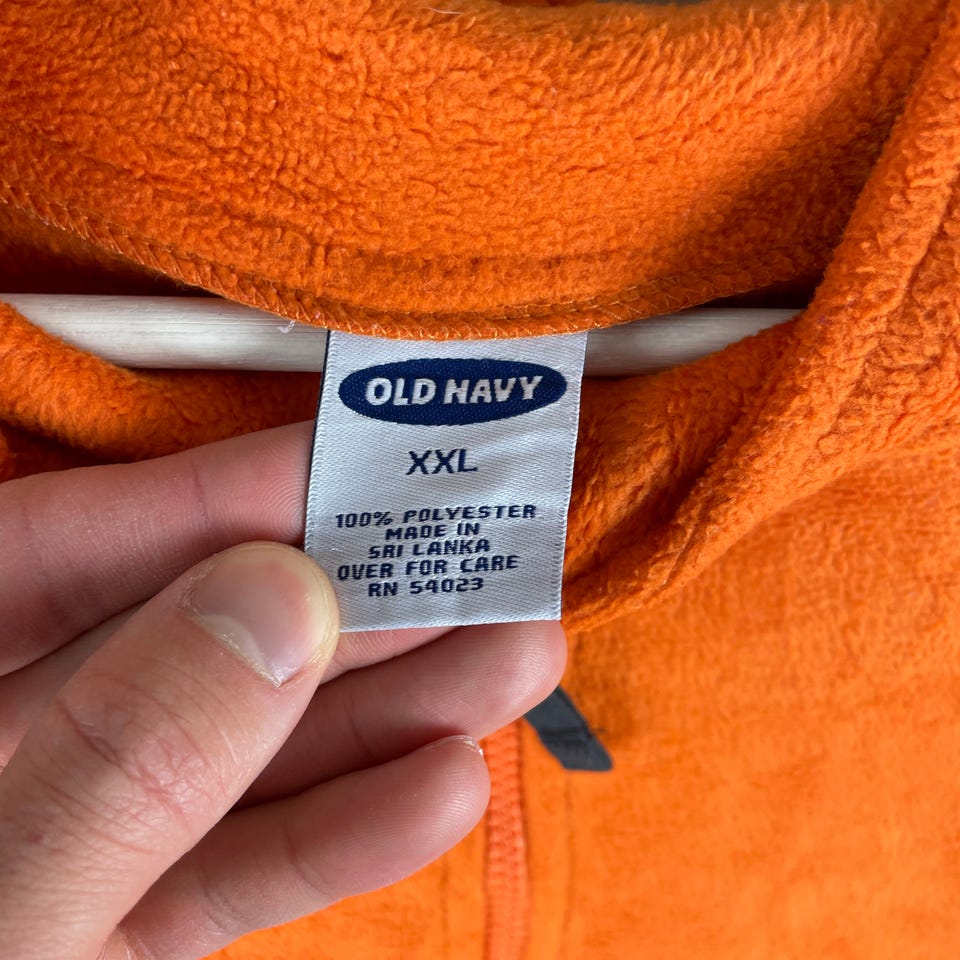 OLD NAVY
XXL
100% POLYESTER
MADE IN
SRI LANKA
OVER FOR CARE
RN 54023